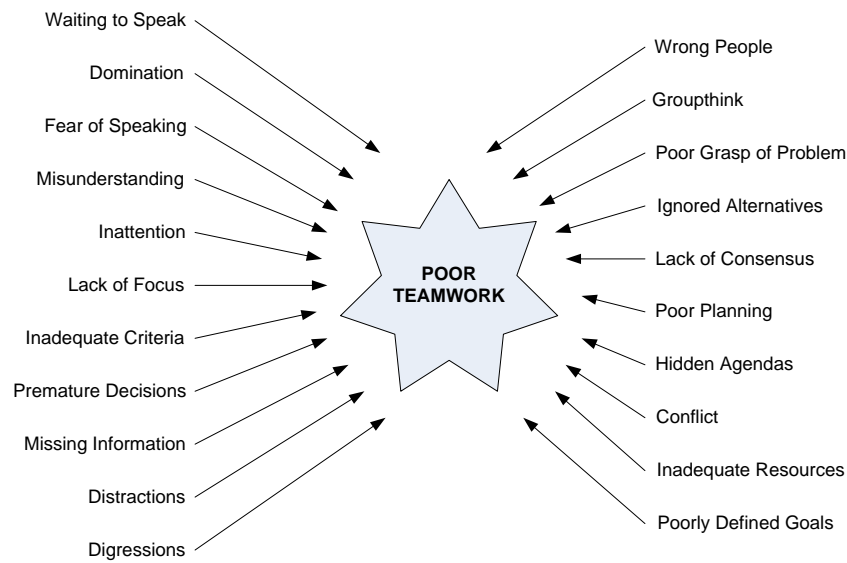 Waiting to Speak
Domination
Fear of Speaking
Misunderstanding
Inattention
Lack of Focus
Inadequate Criteria
Premature Decisions
Missing Information
Distractions
Digressions
POOR
TEAMWORK
Wrong People
Groupthink
Poor Grasp of Problem
Ignored Alternatives
Lack of Consensus
Poor Planning
Hidden Agendas
Conflict
Inadequate Resources
Poorly Defined Goals